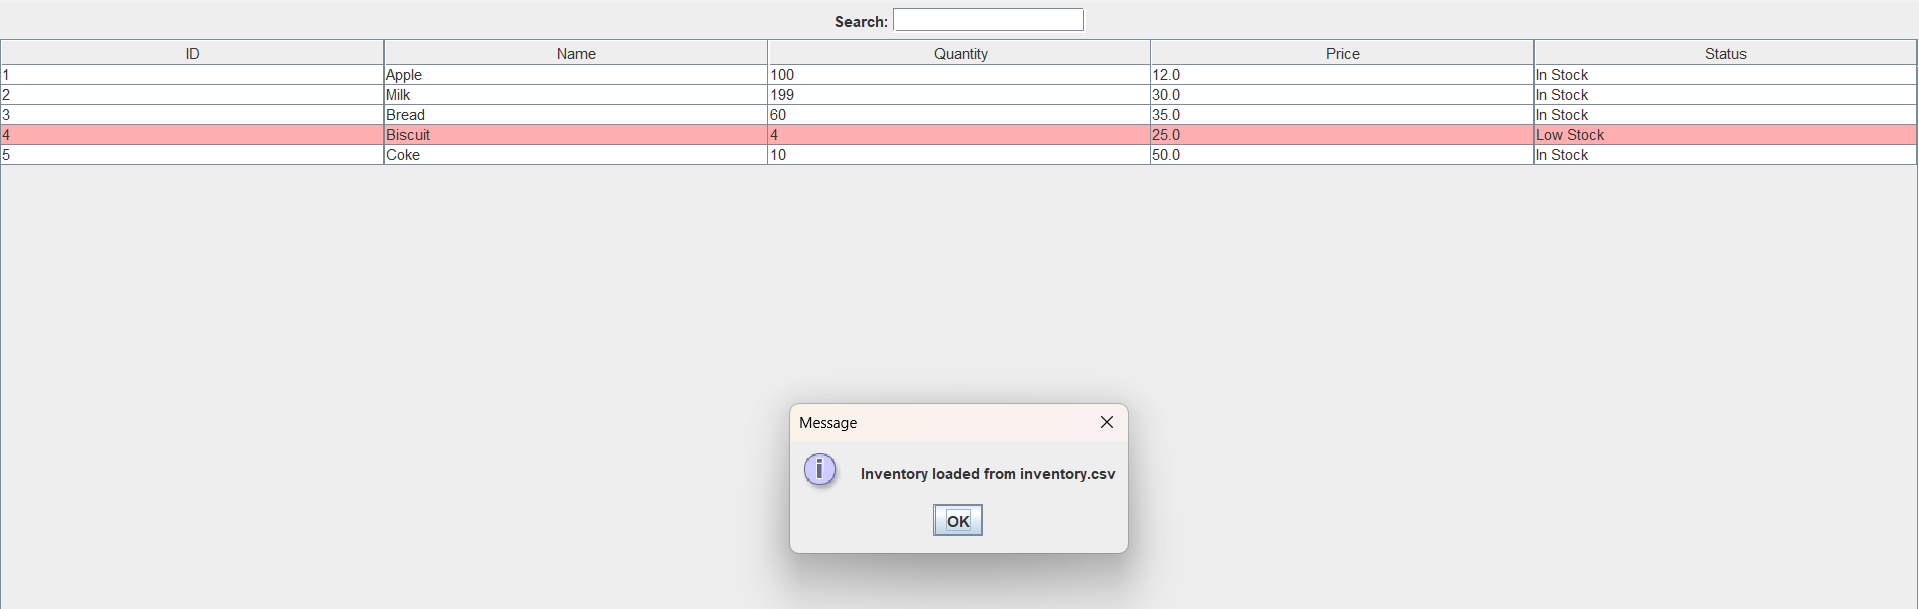 Search:
ID Name Quantity Price Status
1 Apple 100 12.0 In Stock
2 Milk 199 30.0 In Stock
3 Bread 60 35.0 In Stock
4 Biscuit 4 25.0 Low Stock
5 Coke 10 50.0 In Stock
Message
i Inventory loaded from inventory.csv
OK